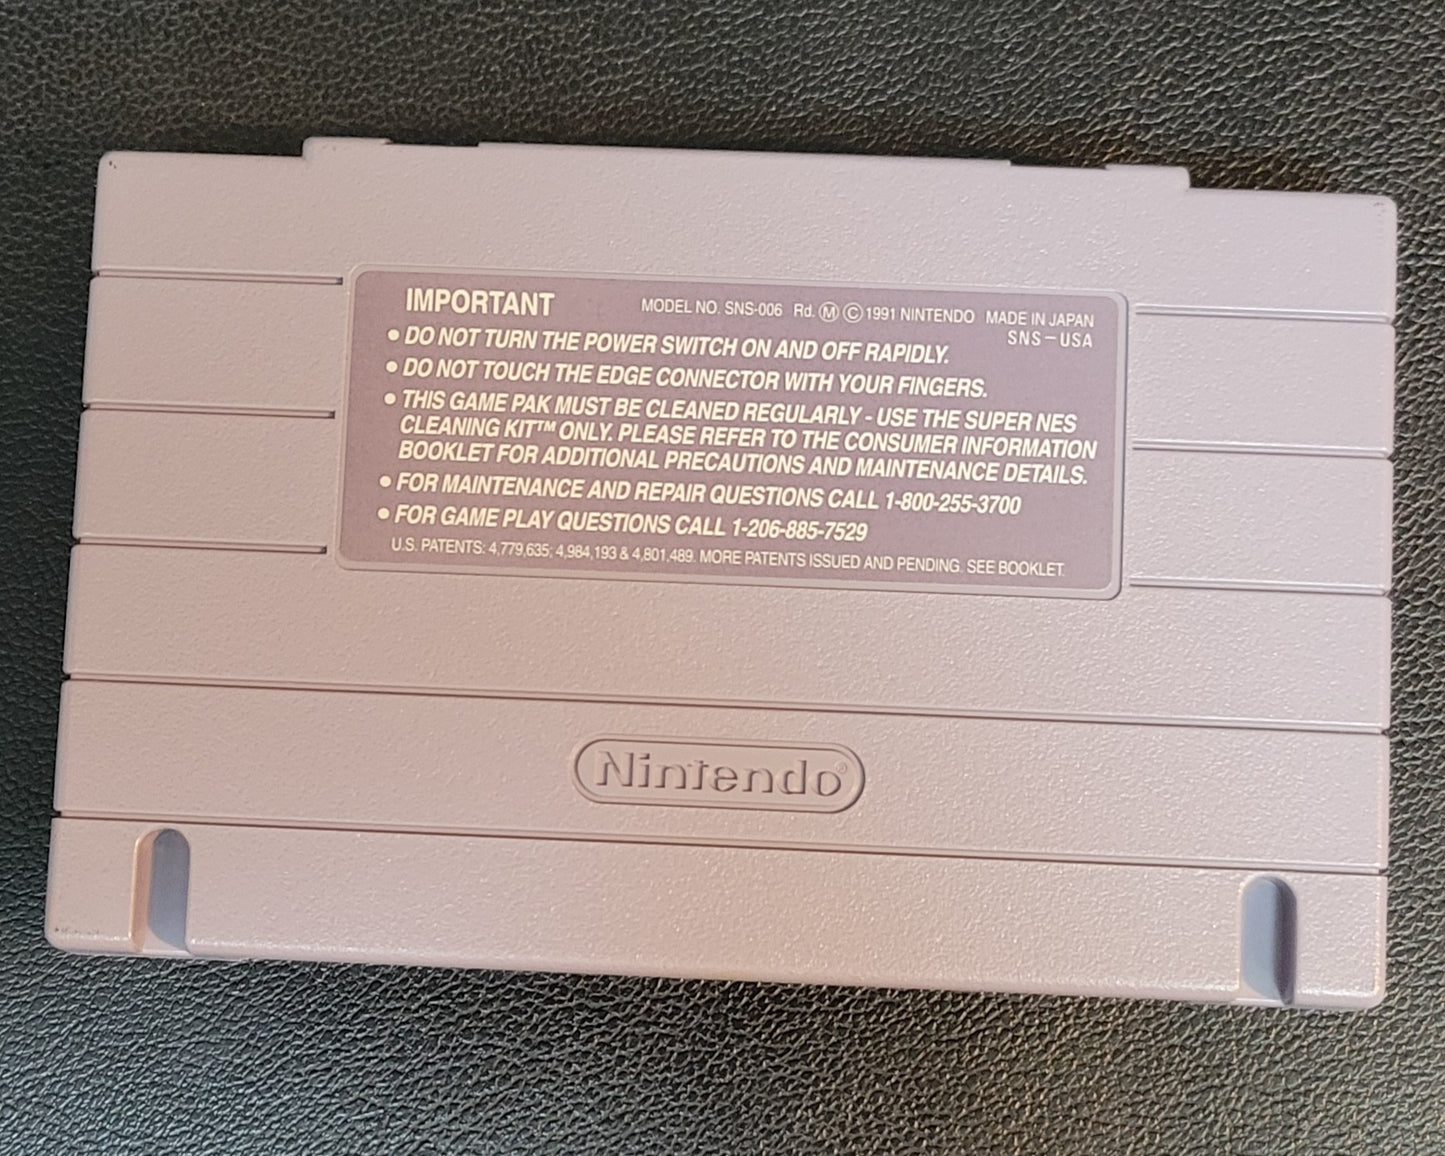 IMPORTANT MODEL NO. SNS-006 Rd. Ⓜ Ⓒ 1991 NINTENDO MADE IN JAPAN
SNS-USA
• DO NOT TURN THE POWER SWITCH ON AND OFF RAPIDLY.
• DO NOT TOUCH THE EDGE CONNECTOR WITH YOUR FINGERS.
• THIS GAME PAK MUST BE CLEANED REGULARLY - USE THE SUPER NES
CLEANING KIT™ ONLY. PLEASE REFER TO THE CONSUMER INFORMATION
BOOKLET FOR ADDITIONAL PRECAUTIONS AND MAINTENANCE DETAILS.
• FOR MAINTENANCE AND REPAIR QUESTIONS CALL 1-800-255-3700
• FOR GAME PLAY QUESTIONS CALL 1-206-885-7529
U.S. PATENTS: 4,779,635; 4,984,193 & 4,801,489. MORE PATENTS ISSUED AND PENDING. SEE BOOKLET.
Nintendo®